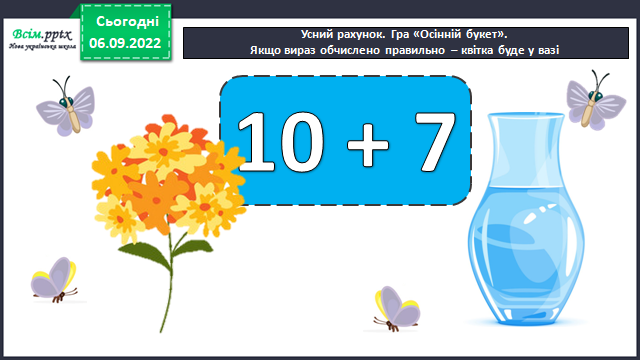 Всім.pptx
Нова українська школа
Сьогодні
06.09.2022
Усний рахунок. Гра «Осінній букет».
Якщо вираз обчислено правильно – квітка буде у вазі
10 + 7